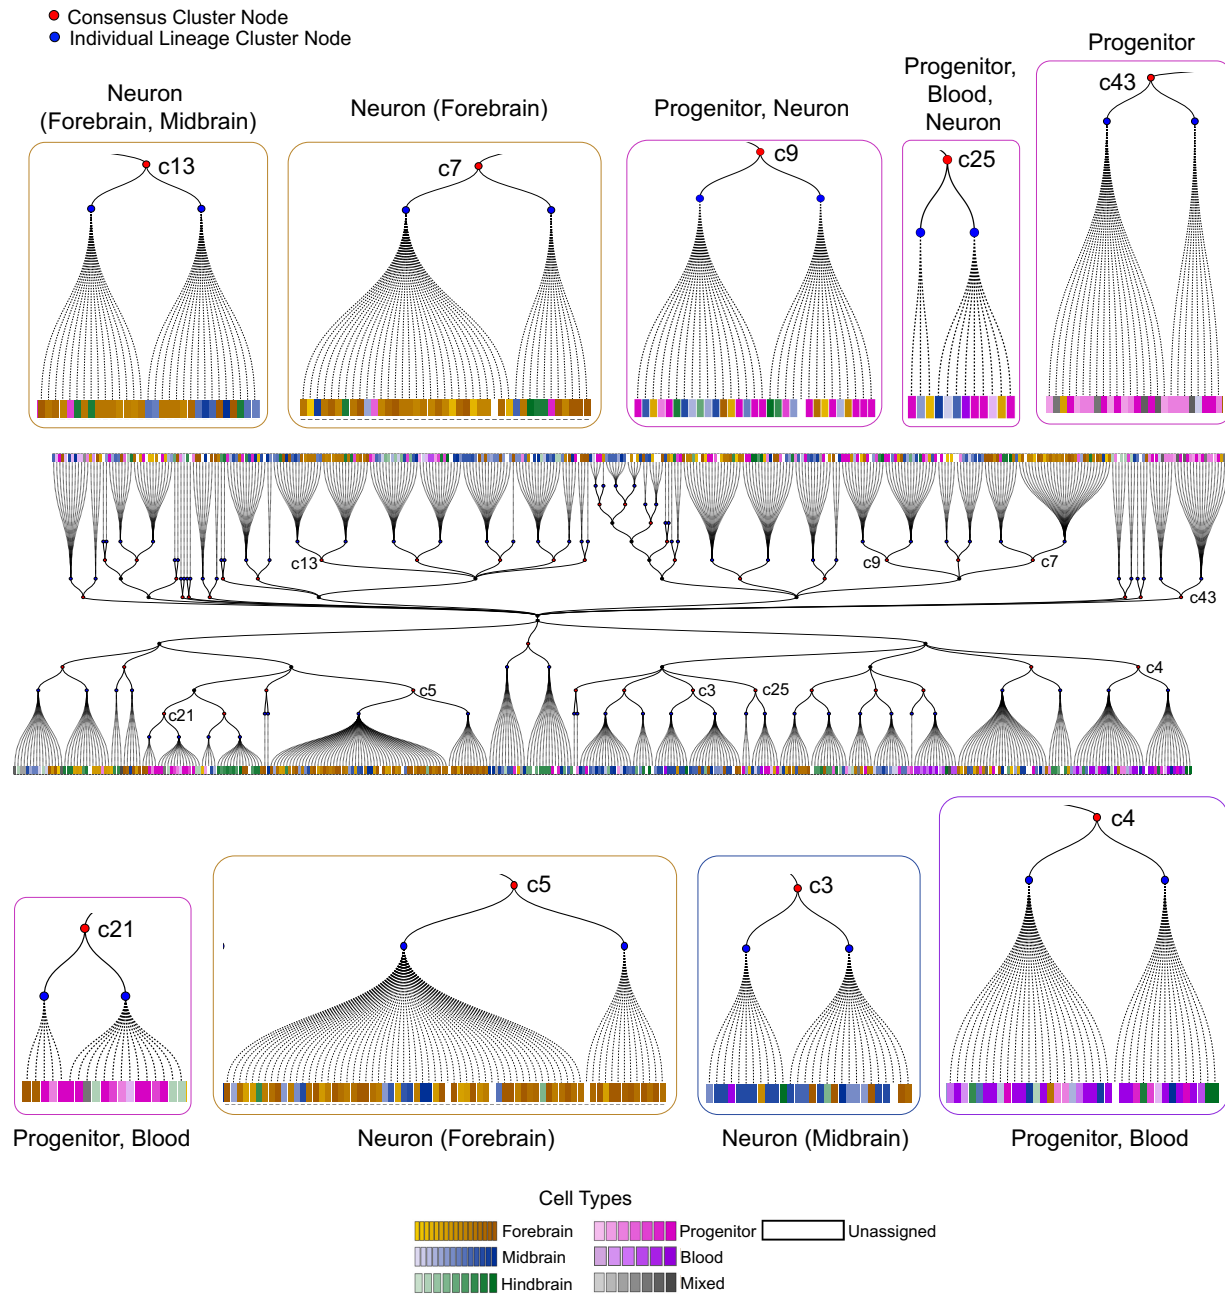 Consensus Cluster Node
Individual Lineage Cluster Node
Neuron
(Forebrain, Midbrain)
Neuron (Forebrain)
Progenitor, Neuron
Progenitor,
Blood,
Neuron
Progenitor
c13
c7
c9
c25
c43
c13
c9
c7
c43
c5
c21
c3
c25
c4
c21
c5
c3
c4
Progenitor, Blood
Neuron (Forebrain)
Neuron (Midbrain)
Progenitor, Blood
Cell Types
Forebrain
Progenitor
Unassigned
Midbrain
Blood
Hindbrain
Mixed